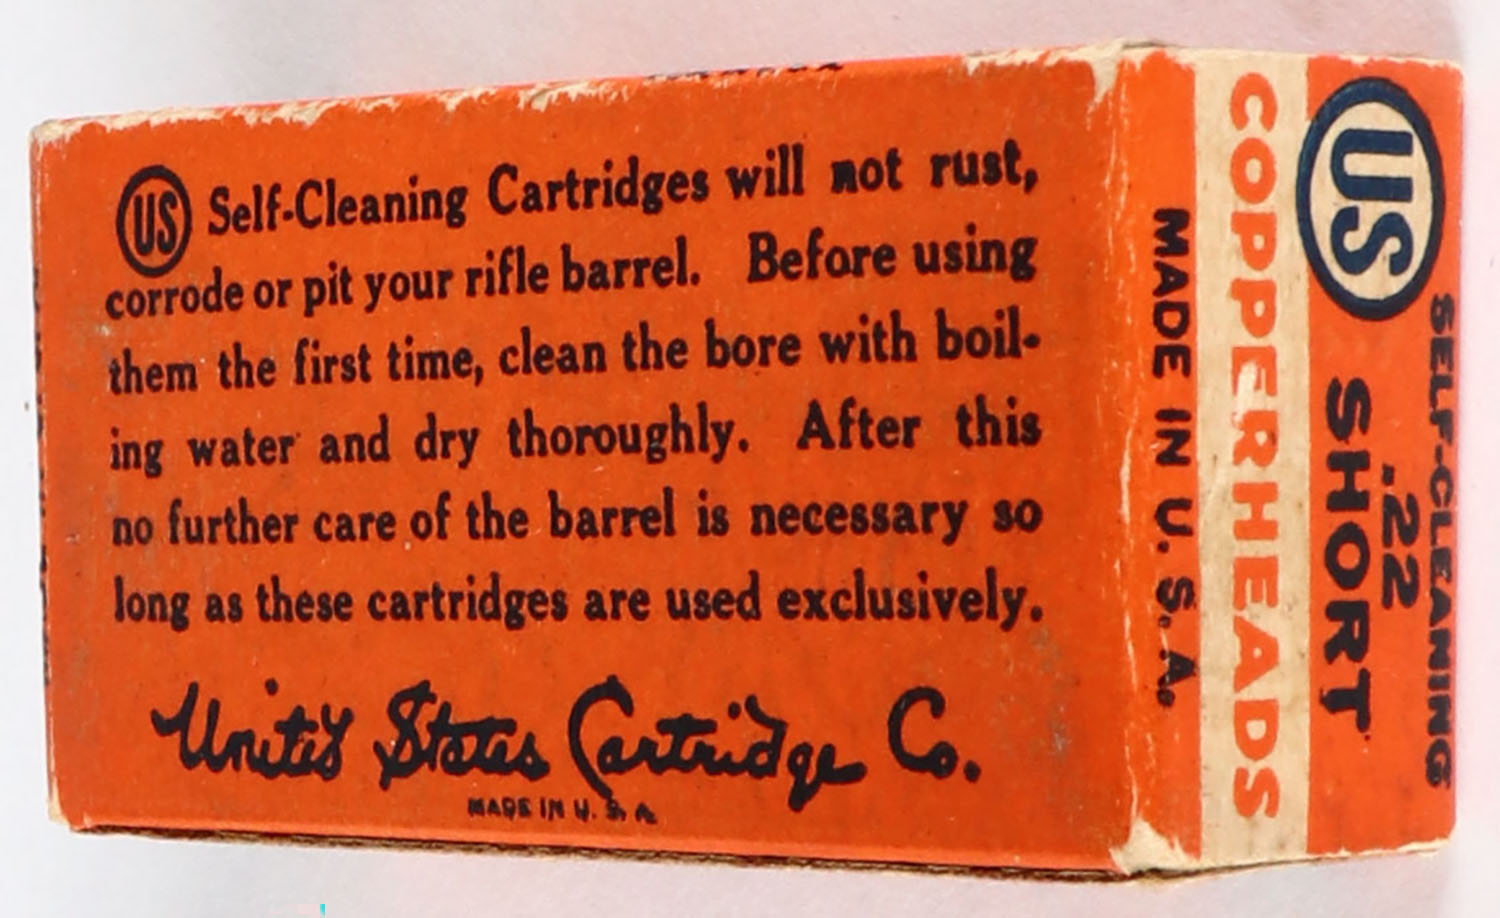 US Self-Cleaning Cartridges will not rust,
corrode or pit your rifle barrel. Before using
them the first time, clean the bore with boil-
ing water and dry thoroughly. After this
no further care of the barrel is necessary so
long as these cartridges are used exclusively.
United States Cartridge Co.
MADE IN U. S. A.
US
SELF-CLEANING
.22
SHORT
COPPERHEADS
MADE IN U. S. A.